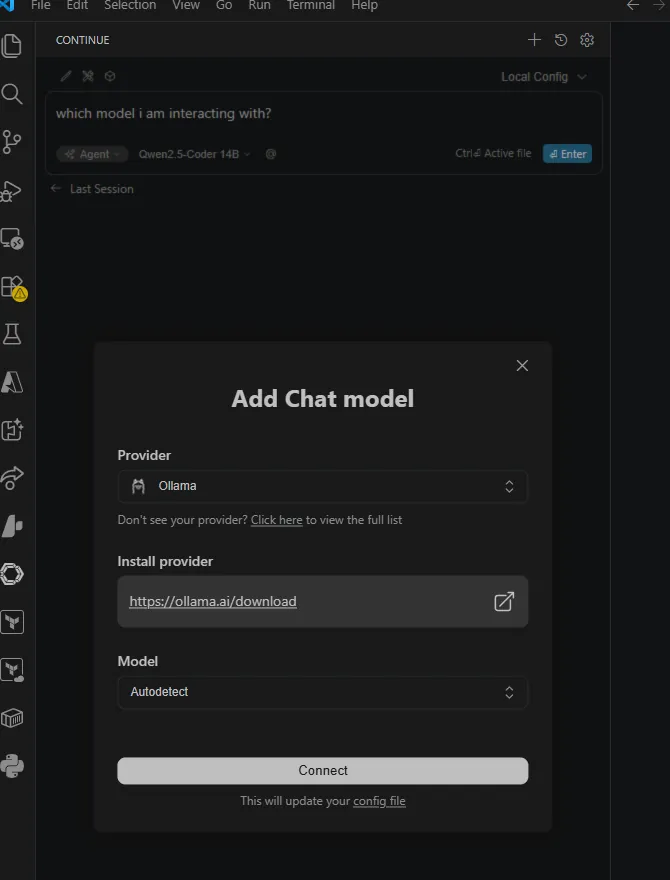 File Edit Selection View Go Run Terminal Help
CONTINUE
Local Config
which model i am interacting with?
Agent Qwen2.5-Coder 14B @ Ctrl⏎ Active file ⏎ Enter
Last Session
Add Chat model
Provider
Ollama
Don't see your provider? Click here to view the full list
Install provider
https://ollama.ai/download
Model
Autodetect
Connect
This will update your config file